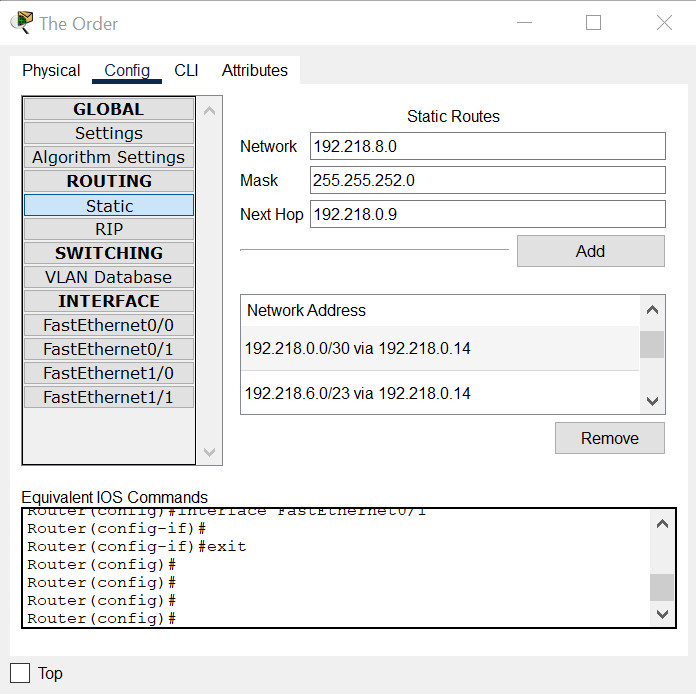 The Order
Physical Config CLI Attributes
GLOBAL
Settings
Algorithm Settings
ROUTING
Static
RIP
SWITCHING
VLAN Database
INTERFACE
FastEthernet0/0
FastEthernet0/1
FastEthernet1/0
FastEthernet1/1
Static Routes
Network 192.218.8.0
Mask 255.255.252.0
Next Hop 192.218.0.9
Add
Network Address
192.218.0.0/30 via 192.218.0.14
192.218.6.0/23 via 192.218.0.14
Remove
Equivalent IOS Commands
Router(config)#interface FastEthernet0/1
Router(config-if)#
Router(config-if)#exit
Router(config)#
Router(config)#
Router(config)#
Router(config)#
Top